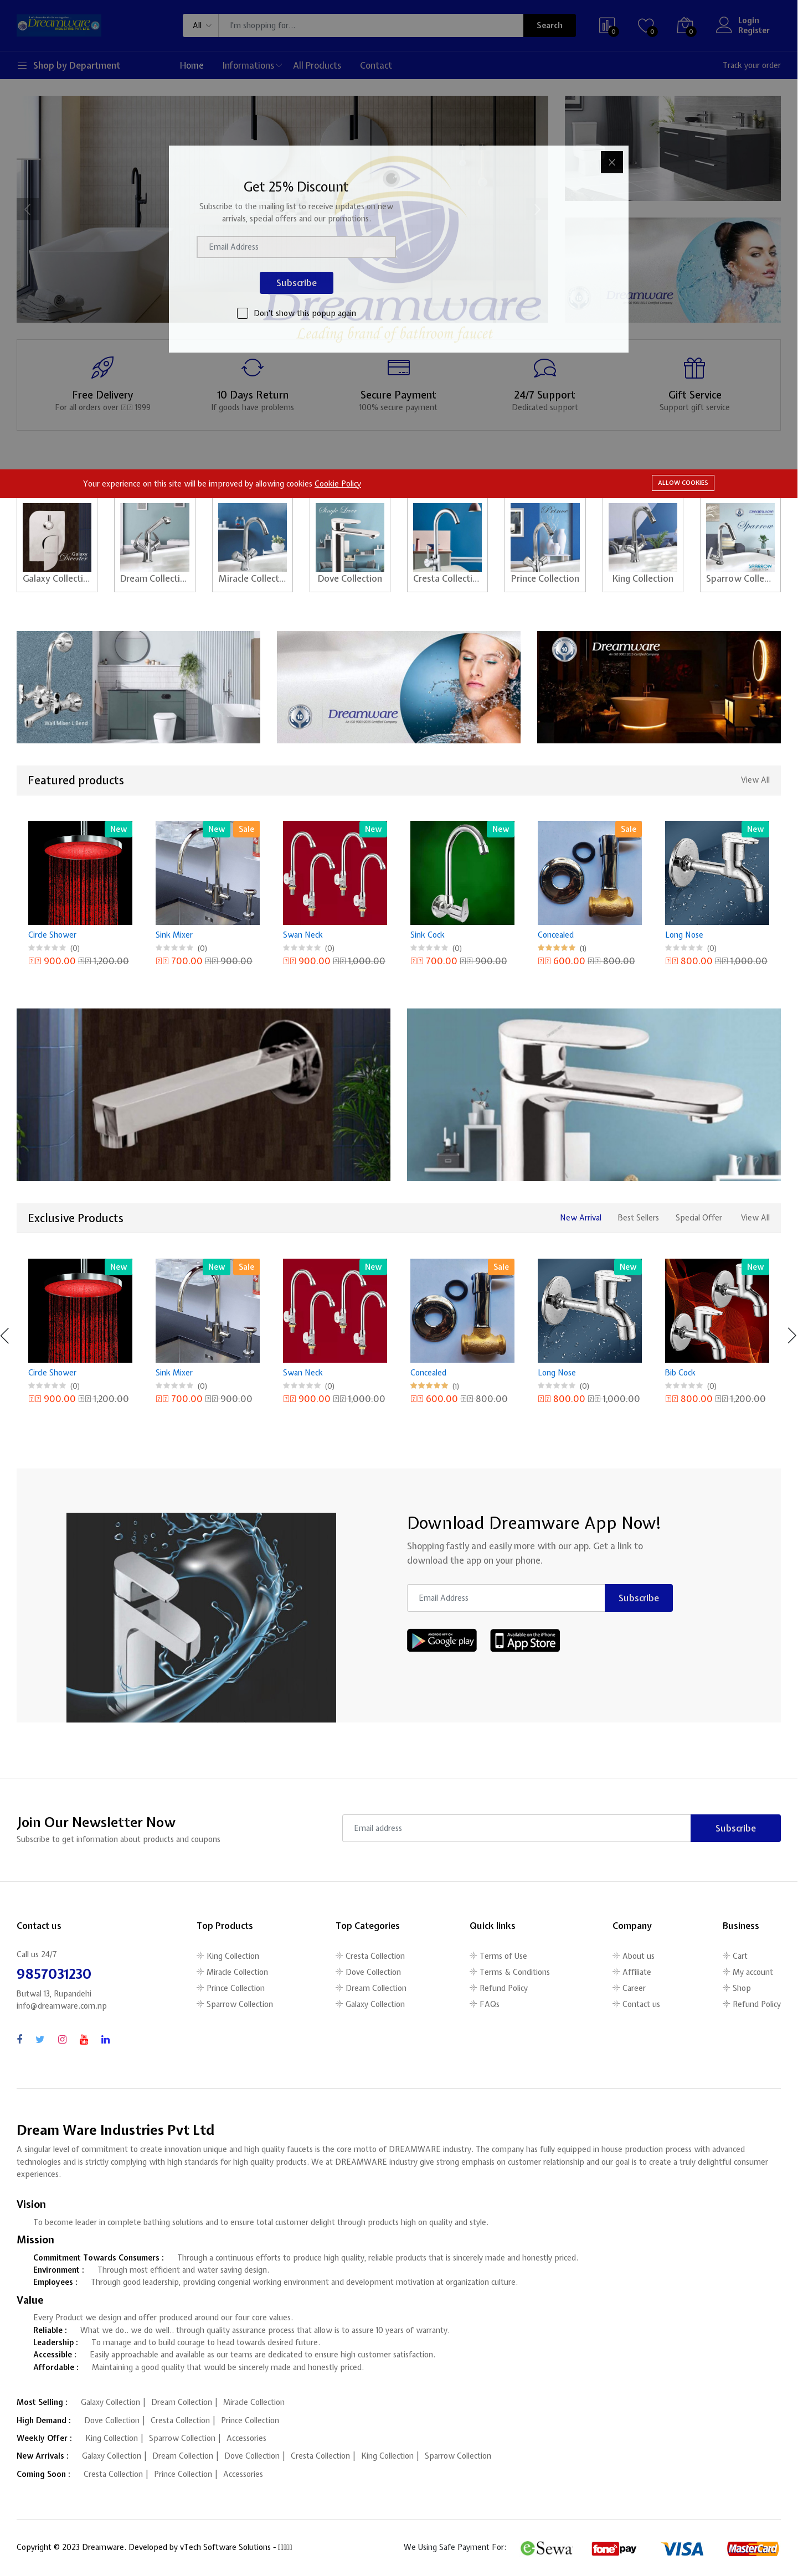 Dreamware
All
I'm shopping for...
Search
0
0
0
Login
Register
Shop by Department
Home
Informations
All Products
Contact
Track your order
Get 25% Discount
Subscribe to the mailing list to receive updates on new
arrivals, special offers and our promotions.
Email Address
Subscribe
Don't show this popup again
Dreamware
Leading brand of bathroom faucet
Free Delivery
For all orders over 1999
10 Days Return
If goods have problems
Secure Payment
100% secure payment
24/7 Support
Dedicated support
Gift Service
Support gift service
Your experience on this site will be improved by allowing cookies Cookie Policy
ALLOW COOKIES
Galaxy Diverter
Single Lever
Prince
Sparrow
SPARROW
Galaxy Collecti...
Dream Collecti...
Miracle Collect...
Dove Collection
Cresta Collecti...
Prince Collection
King Collection
Sparrow Colle...
Wall Mixer L Bend
Dreamware
An ISO 9001:2015 Certified Company
Dreamware
An ISO 9001:2015 Certified Company
Featured products
View All
New
New
Sale
New
New
Sale
New
Circle Shower
(0)
900.00 1,200.00
Sink Mixer
(0)
700.00 900.00
Swan Neck
(0)
900.00 1,000.00
Sink Cock
(0)
700.00 900.00
Concealed
(1)
600.00 800.00
Long Nose
(0)
800.00 1,000.00
Exclusive Products
New Arrival
Best Sellers
Special Offer
View All
New
New
Sale
New
Sale
New
New
Circle Shower
(0)
900.00 1,200.00
Sink Mixer
(0)
700.00 900.00
Swan Neck
(0)
900.00 1,000.00
Concealed
(1)
600.00 800.00
Long Nose
(0)
800.00 1,000.00
Bib Cock
(0)
800.00 1,200.00
Download Dreamware App Now!
Shopping fastly and easily more with our app. Get a link to
download the app on your phone.
Email Address
Subscribe
ANDROID APP ON
Google play
Available on the iPhone
App Store
Join Our Newsletter Now
Subscribe to get information about products and coupons
Email address
Subscribe
Contact us
Call us 24/7
9857031230
Butwal 13, Rupandehi
info@dreamware.com.np
Top Products
King Collection
Miracle Collection
Prince Collection
Sparrow Collection
Top Categories
Cresta Collection
Dove Collection
Dream Collection
Galaxy Collection
Quick links
Terms of Use
Terms & Conditions
Refund Policy
FAQs
Company
About us
Affiliate
Career
Contact us
Business
Cart
My account
Shop
Refund Policy
Dream Ware Industries Pvt Ltd
A singular level of commitment to create innovation unique and high quality faucets is the core motto of DREAMWARE industry. The company has fully equipped in house production process with advanced
technologies and is strictly complying with high standards for high quality products. We at DREAMWARE industry give strong emphasis on customer relationship and our goal is to create a truly delightful consumer
experiences.
Vision
To become leader in complete bathing solutions and to ensure total customer delight through products high on quality and style.
Mission
Commitment Towards Consumers : Through a continuous efforts to produce high quality, reliable products that is sincerely made and honestly priced.
Environment : Through most efficient and water saving design.
Employees : Through good leadership, providing congenial working environment and development motivation at organization culture.
Value
Every Product we design and offer produced around our four core values.
Reliable : What we do.. we do well.. through quality assurance process that allow is to assure 10 years of warranty.
Leadership : To manage and to build courage to head towards desired future.
Accessible : Easily approachable and available as our teams are dedicated to ensure high customer satisfaction.
Affordable : Maintaining a good quality that would be sincerely made and honestly priced.
Most Selling : Galaxy Collection | Dream Collection | Miracle Collection
High Demand : Dove Collection | Cresta Collection | Prince Collection
Weekly Offer : King Collection | Sparrow Collection | Accessories
New Arrivals : Galaxy Collection | Dream Collection | Dove Collection | Cresta Collection | King Collection | Sparrow Collection
Coming Soon : Cresta Collection | Prince Collection | Accessories
Copyright © 2023 Dreamware. Developed by vTech Software Solutions -
We Using Safe Payment For:
eSewa
fonepay
VISA
MasterCard